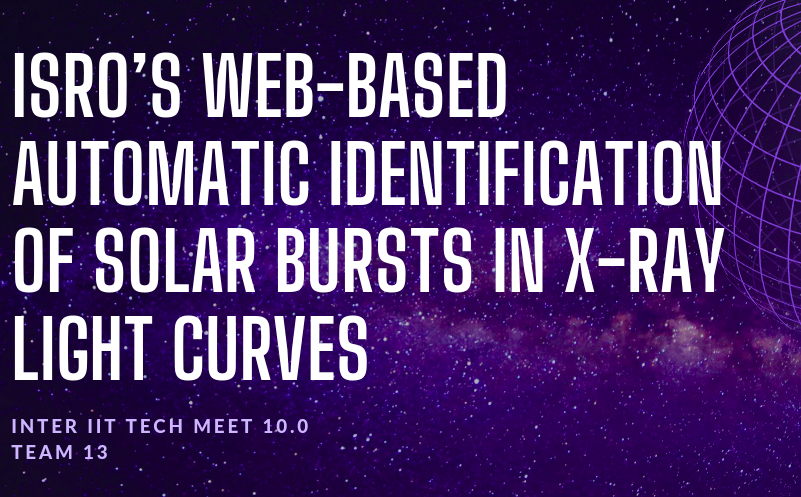 ISRO'S WEB-BASED
AUTOMATIC IDENTIFICATION
OF SOLAR BURSTS IN X-RAY
LIGHT CURVES
INTER IIT TECH MEET 10.0
TEAM 13